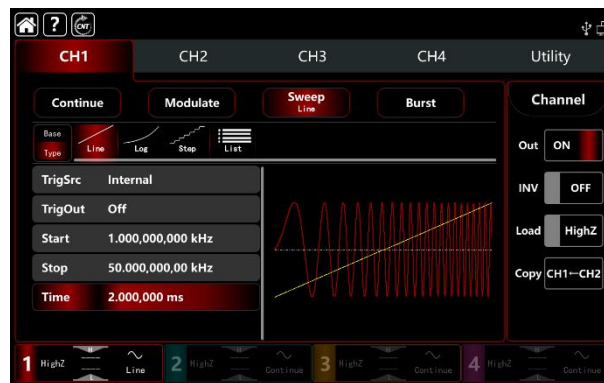 ? CNT
CH1 CH2 CH3 CH4 Utility
Continue Modulate Sweep Burst Channel
Line
Base
Type Line Log Step List
Out ON
TrigSrc Internal
INV OFF
TrigOut Off
Load HighZ
Start 1.000,000,000 kHz
Stop 50.000,000,00 kHz
Copy CH1←CH2
Time 2.000,000 ms
1 HighZ Line 2 HighZ Continue 3 HighZ Continue 4 HighZ Continue